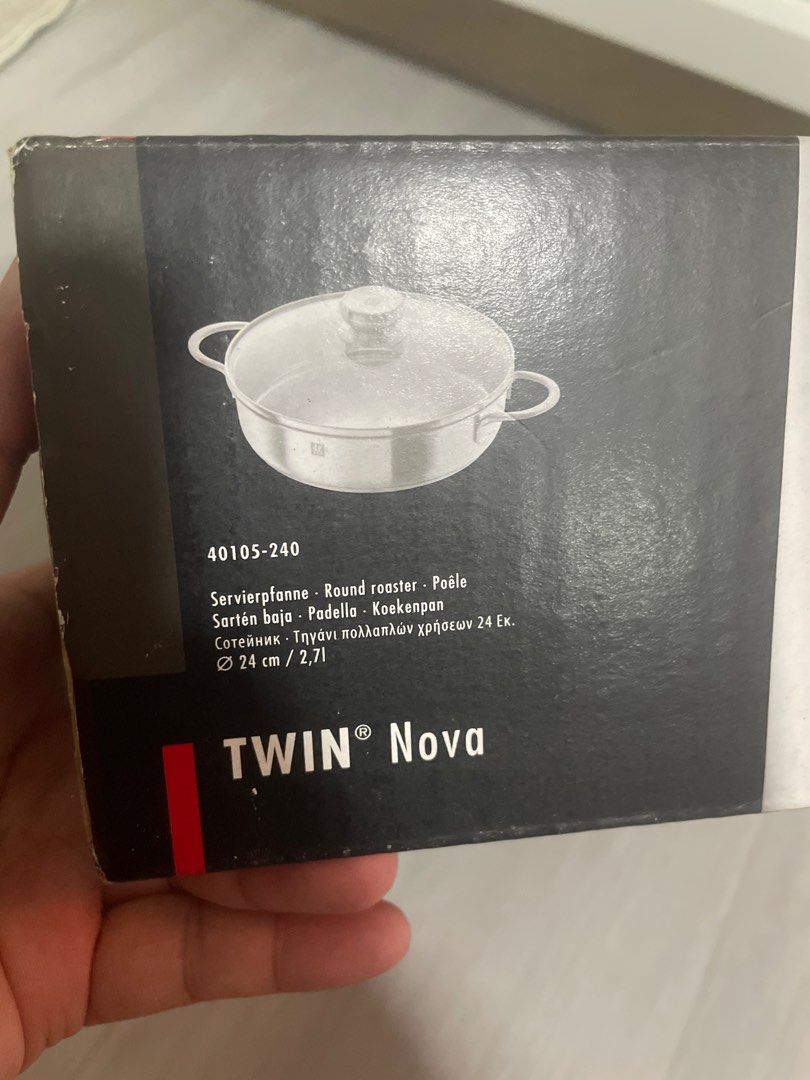 40105-240
Servierpfanne · Round roaster · Poêle
Sartén baja · Padella · Koekenpan
Сотейник · Τηγάνι πολλαπλών χρήσεων 24 Εκ.
Ø 24 cm / 2,7l
TWIN® Nova